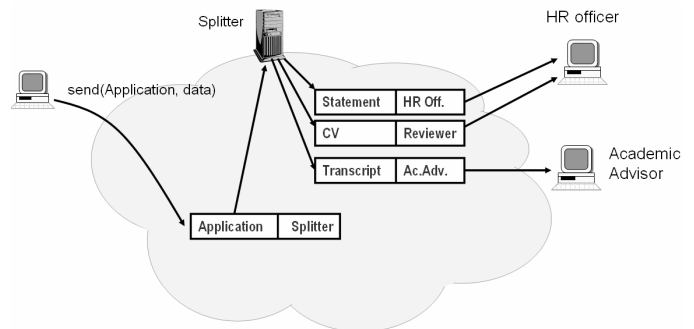 Splitter
HR officer
send(Application, data)
Statement HR Off.
CV Reviewer
Transcript Ac.Adv.
Academic
Advisor
Application Splitter